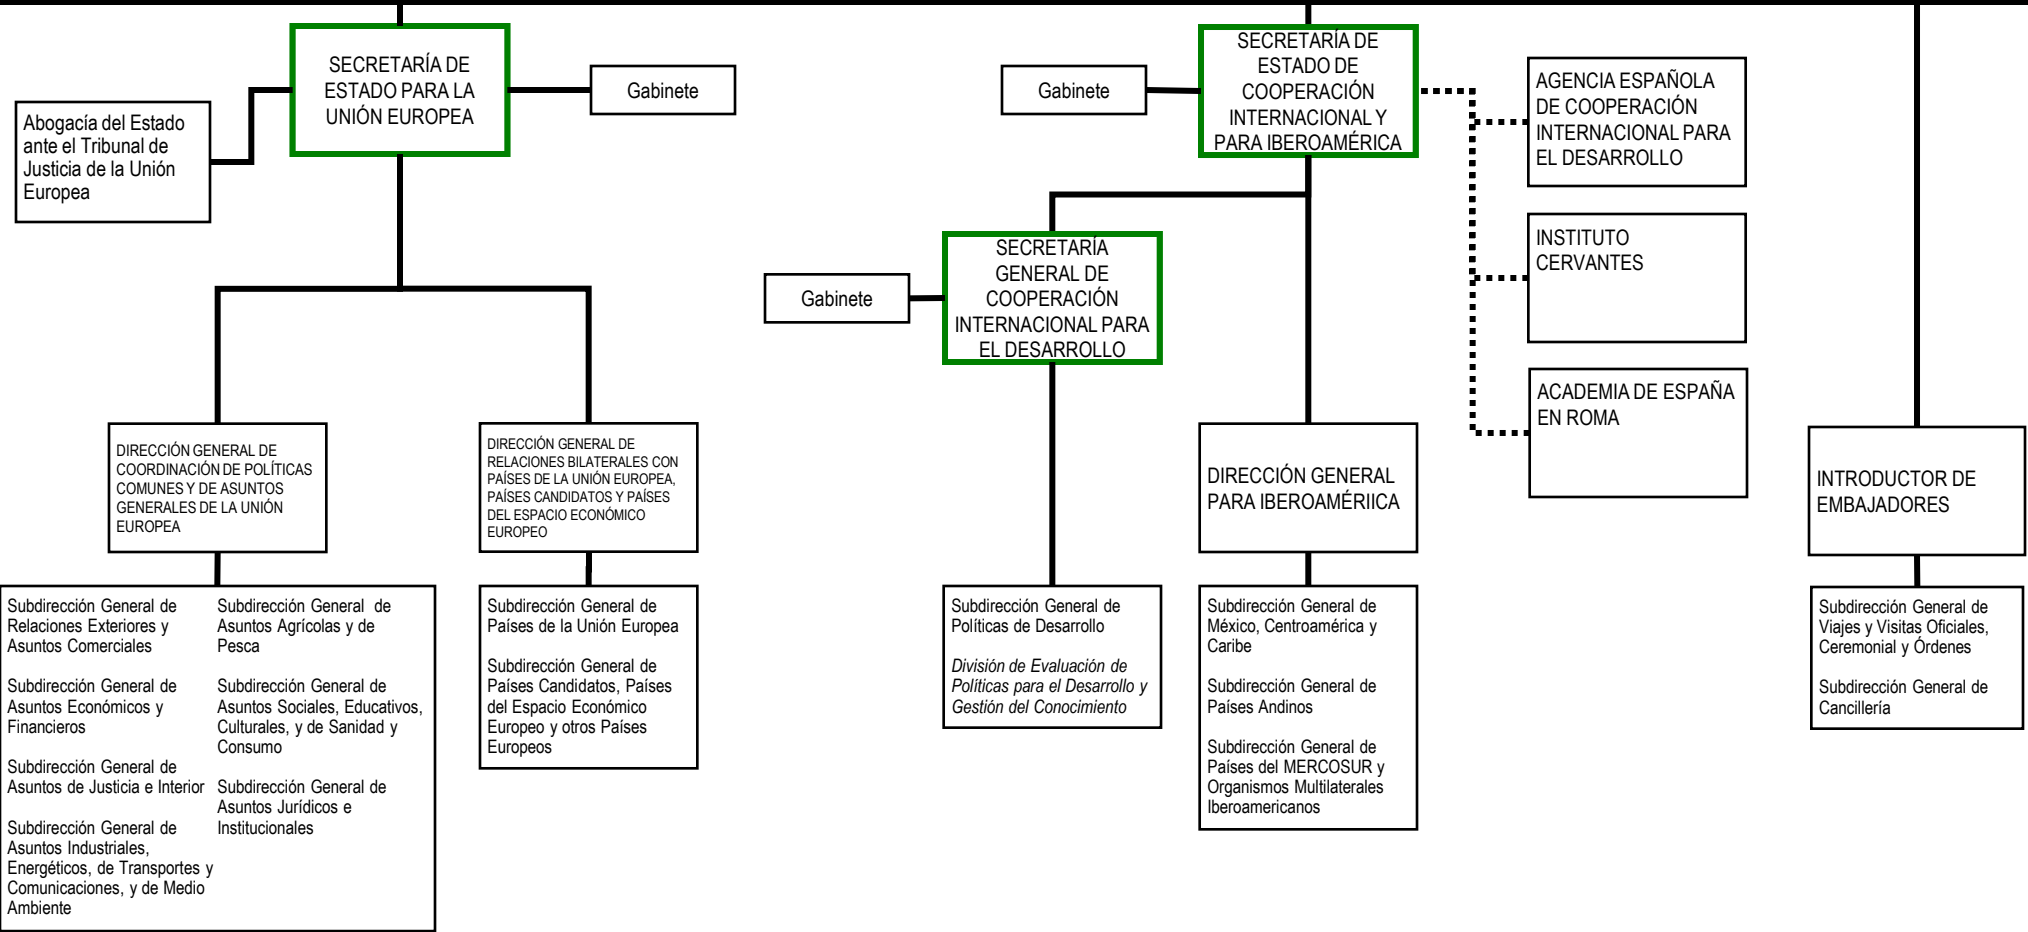 SECRETARÍA DE
ESTADO PARA LA
UNIÓN EUROPEA
Gabinete
Abogacía del Estado
ante el Tribunal de
Justicia de la Unión
Europea
Gabinete
SECRETARÍA DE
ESTADO DE
COOPERACIÓN
INTERNACIONAL Y
PARA IBEROAMÉRICA
AGENCIA ESPAÑOLA
DE COOPERACIÓN
INTERNACIONAL PARA
EL DESARROLLO
INSTITUTO
CERVANTES
ACADEMIA DE ESPAÑA
EN ROMA
Gabinete
SECRETARÍA
GENERAL DE
COOPERACIÓN
INTERNACIONAL PARA
EL DESARROLLO
DIRECCIÓN GENERAL DE
COORDINACIÓN DE POLÍTICAS
COMUNES Y DE ASUNTOS
GENERALES DE LA UNIÓN
EUROPEA
DIRECCIÓN GENERAL DE
RELACIONES BILATERALES CON
PAÍSES DE LA UNIÓN EUROPEA,
PAÍSES CANDIDATOS Y PAÍSES
DEL ESPACIO ECONÓMICO
EUROPEO
DIRECCIÓN GENERAL
PARA IBEROAMÉRIICA
INTRODUCTOR DE
EMBAJADORES
Subdirección General de
Relaciones Exteriores y
Asuntos Comerciales
Subdirección General de
Asuntos Económicos y
Financieros
Subdirección General de
Asuntos de Justicia e Interior
Subdirección General de
Asuntos Industriales,
Energéticos, de Transportes y
Comunicaciones, y de Medio
Ambiente
Subdirección General de
Asuntos Agrícolas y de
Pesca
Subdirección General de
Asuntos Sociales, Educativos,
Culturales, y de Sanidad y
Consumo
Subdirección General de
Asuntos Jurídicos e
Institucionales
Subdirección General de
Países de la Unión Europea
Subdirección General de
Países Candidatos, Países
del Espacio Económico
Europeo y otros Países
Europeos
Subdirección General de
Políticas de Desarrollo
División de Evaluación de
Políticas para el Desarrollo y
Gestión del Conocimiento
Subdirección General de
México, Centroamérica y
Caribe
Subdirección General de
Países Andinos
Subdirección General de
Países del MERCOSUR y
Organismos Multilaterales
Iberoamericanos
Subdirección General de
Viajes y Visitas Oficiales,
Ceremonial y Órdenes
Subdirección General de
Cancillería